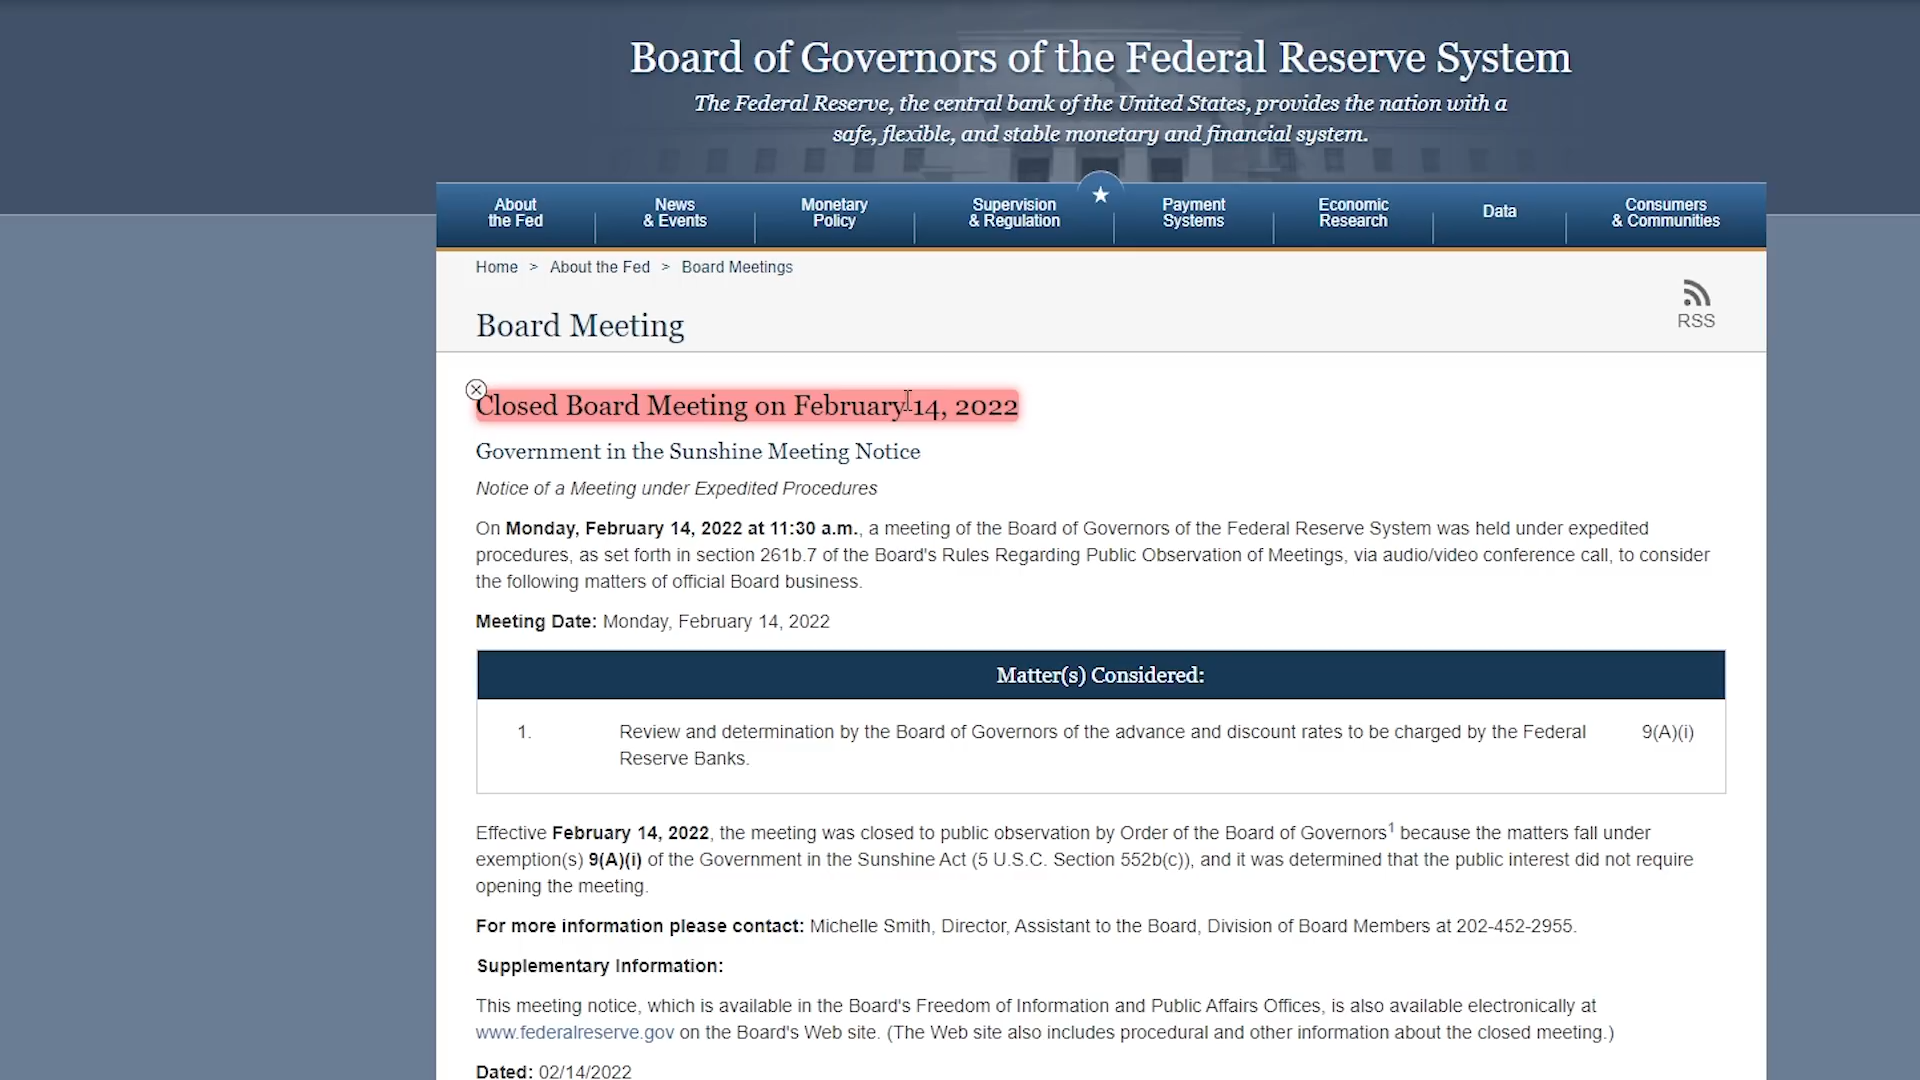 Board of Governors of the Federal Reserve System
The Federal Reserve, the central bank of the United States, provides the nation with a
safe, flexible, and stable monetary and financial system.
About
the Fed
News
& Events
Monetary
Policy
Supervision
& Regulation
Payment
Systems
Economic
Research
Data
Consumers
& Communities
Home > About the Fed > Board Meetings
RSS
Board Meeting
Closed Board Meeting on February 14, 2022
Government in the Sunshine Meeting Notice
Notice of a Meeting under Expedited Procedures
On Monday, February 14, 2022 at 11:30 a.m., a meeting of the Board of Governors of the Federal Reserve System was held under expedited
procedures, as set forth in section 261b.7 of the Board's Rules Regarding Public Observation of Meetings, via audio/video conference call, to consider
the following matters of official Board business.
Meeting Date: Monday, February 14, 2022
Matter(s) Considered:
1. Review and determination by the Board of Governors of the advance and discount rates to be charged by the Federal 9(A)(i)
Reserve Banks.
Effective February 14, 2022, the meeting was closed to public observation by Order of the Board of Governors1 because the matters fall under
exemption(s) 9(A)(i) of the Government in the Sunshine Act (5 U.S.C. Section 552b(c)), and it was determined that the public interest did not require
opening the meeting.
For more information please contact: Michelle Smith, Director, Assistant to the Board, Division of Board Members at 202-452-2955.
Supplementary Information:
This meeting notice, which is available in the Board's Freedom of Information and Public Affairs Offices, is also available electronically at
www.federalreserve.gov on the Board's Web site. (The Web site also includes procedural and other information about the closed meeting.)
Dated: 02/14/2022